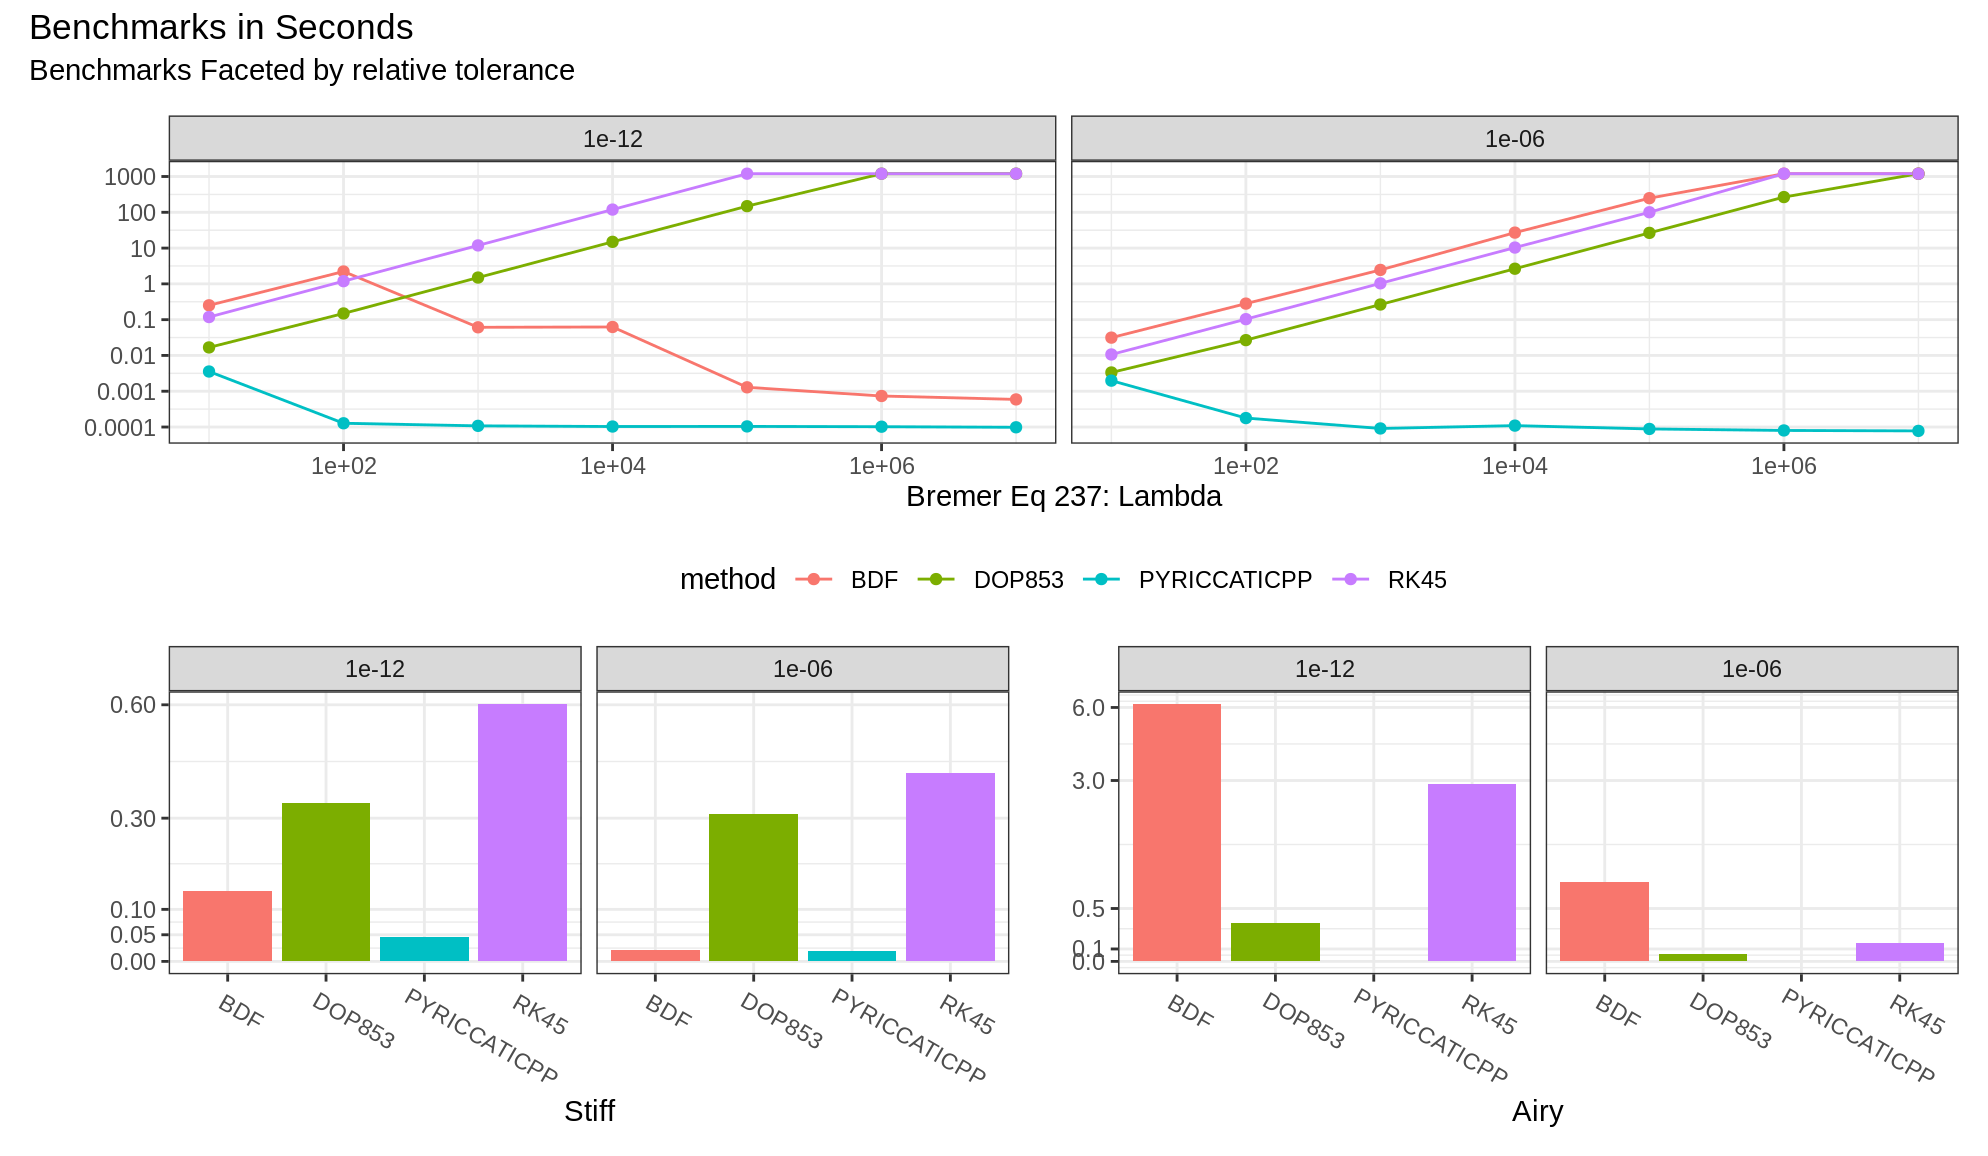 Benchmarks in Seconds
Benchmarks Faceted by relative tolerance
1e-12 1e-06
1000
100
10
1
0.1
0.01
0.001
0.0001
1e+02 1e+04 1e+06 1e+02 1e+04 1e+06
Bremer Eq 237: Lambda
method BDF DOP853 PYRICCATICPP RK45
1e-12 1e-06
0.60
0.30
0.10
0.05
0.00
BDF DOP853 PYRICCATICPP RK45 BDF DOP853 PYRICCATICPP RK45
Stiff
1e-12 1e-06
6.0
3.0
0.5
0.1
0.0
BDF DOP853 PYRICCATICPP RK45 BDF DOP853 PYRICCATICPP RK45
Airy